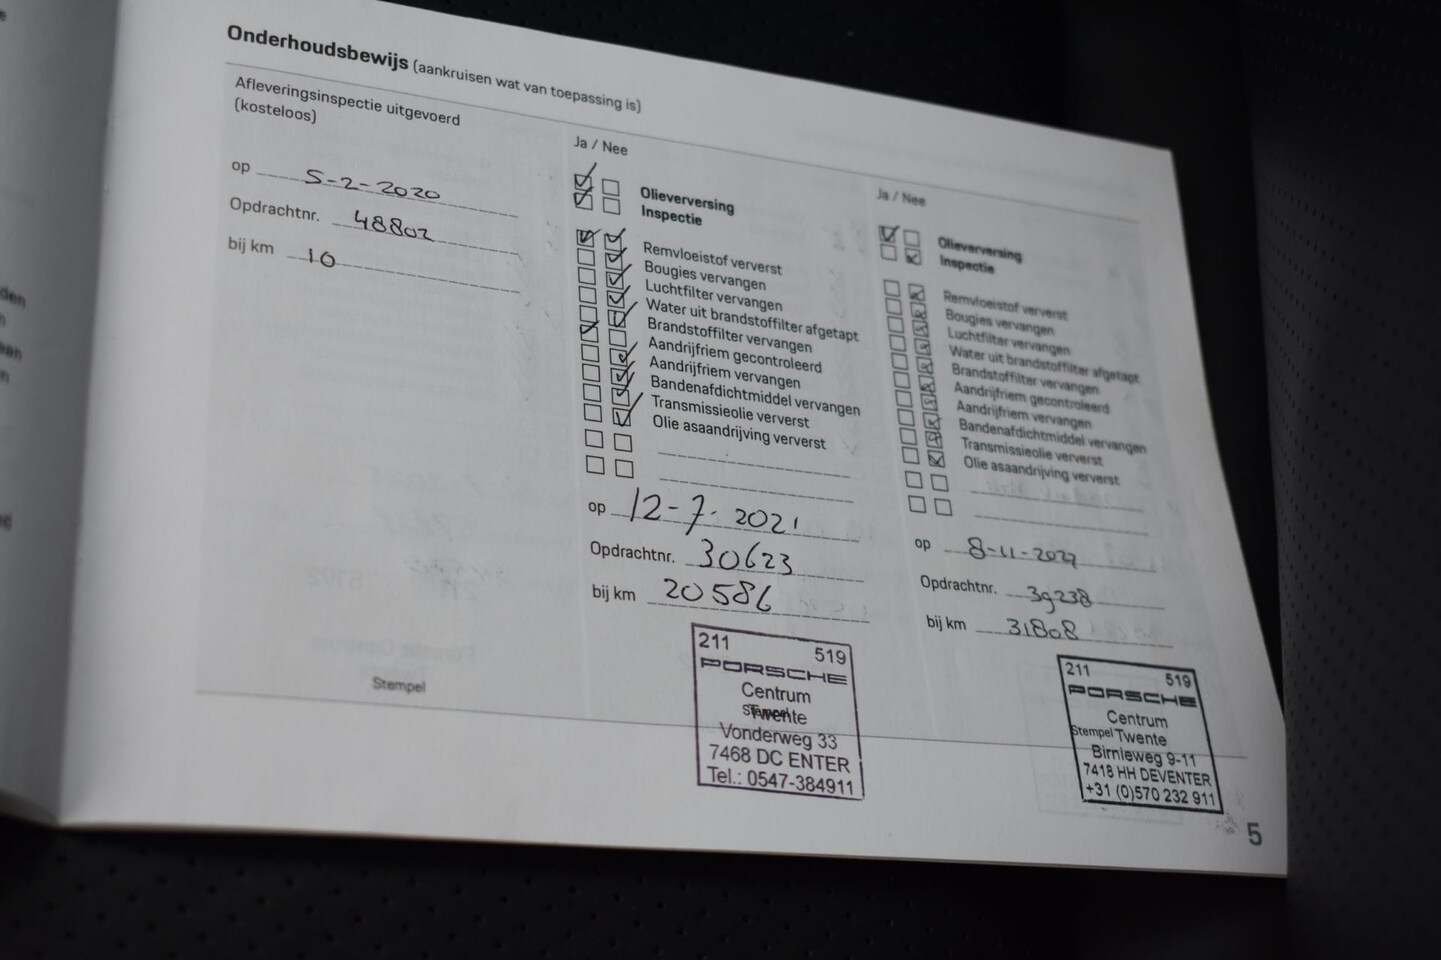 Onderhoudsbewijs (aankruisen wat van toepassing is)
Afleveringsinspectie uitgevoerd
(kosteloos)
op 5-2-2020
Opdrachtnr. 48802
bij km 10
Stempel
Ja / Nee
Olieverversing
Inspectie
Remvloeistof ververst
Bougies vervangen
Luchtfilter vervangen
Water uit brandstoffilter afgetapt
Brandstoffilter vervangen
Aandrijfriem gecontroleerd
Aandrijfriem vervangen
Bandenafdichtmiddel vervangen
Transmissieolie ververst
Olie asaandrijving ververst
op 12-7-2021
Opdrachtnr. 30623
bij km 20586
211 519
PORSCHE
Centrum
Stempel
Twente
Vonderweg 33
7468 DC ENTER
Tel.: 0547-384911
Ja / Nee
Olieverversing
Inspectie
Remvloeistof ververst
Bougies vervangen
Luchtfilter vervangen
Water uit brandstoffilter afgetapt
Brandstoffilter vervangen
Aandrijfriem gecontroleerd
Aandrijfriem vervangen
Bandenafdichtmiddel vervangen
Transmissieolie ververst
Olie asaandrijving ververst
op 8-11-2022
Opdrachtnr. 39238
bij km 31808
211 519
PORSCHE
Centrum
Stempel Twente
Birnieweg 9-11
7418 HH DEVENTER
+31 (0)570 232 911
5